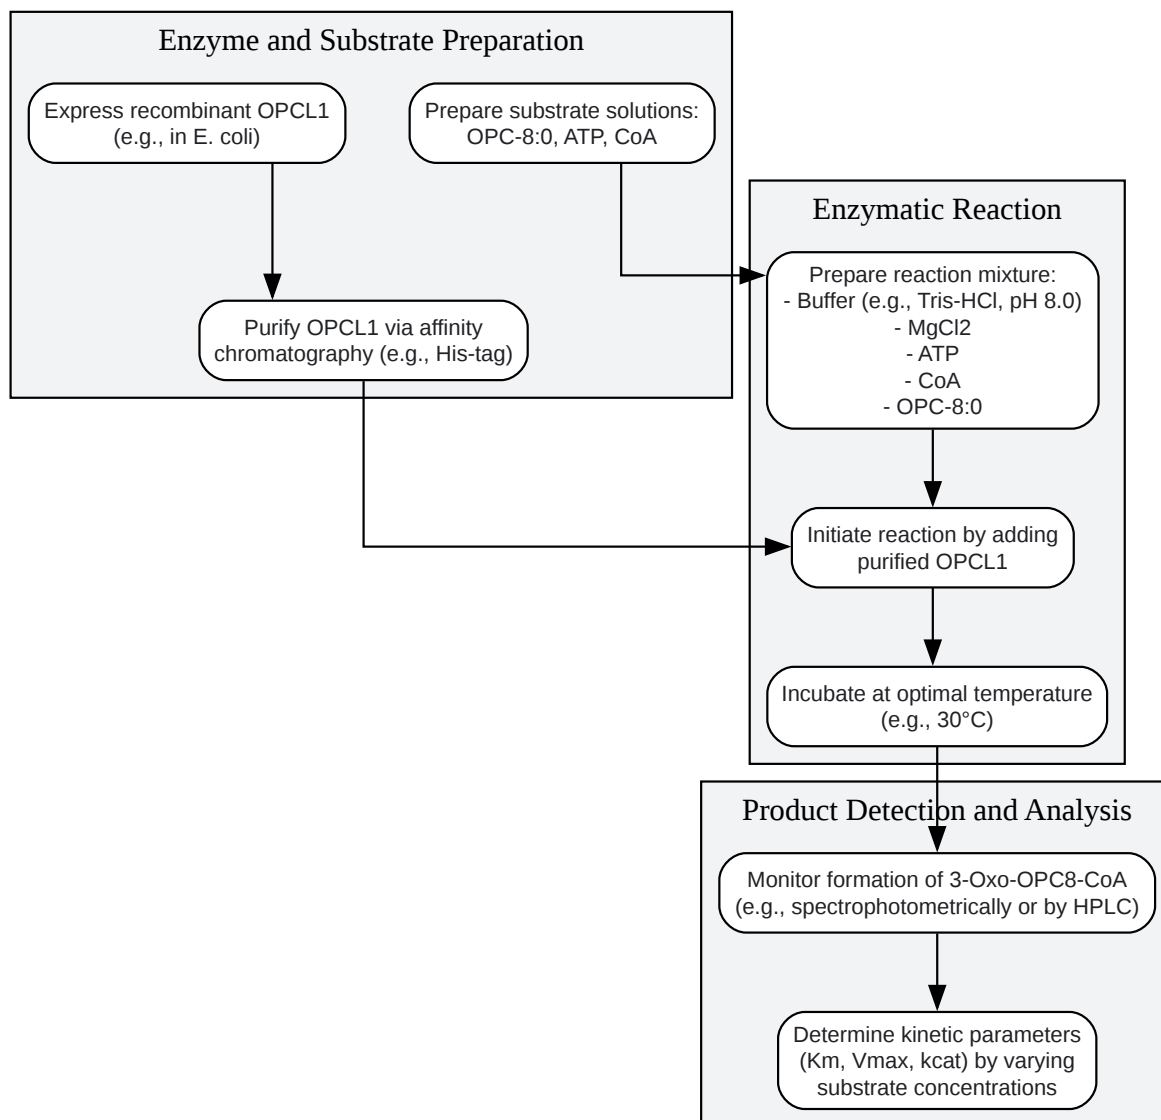 Enzyme and Substrate Preparation
Express recombinant OPCL1
(e.g., in E. coli)
Prepare substrate solutions:
OPC-8:0, ATP, CoA
Purify OPCL1 via affinity
chromatography (e.g., His-tag)
Enzymatic Reaction
Prepare reaction mixture:
- Buffer (e.g., Tris-HCl, pH 8.0)
- MgCl2
- ATP
- CoA
- OPC-8:0
Initiate reaction by adding
purified OPCL1
Incubate at optimal temperature
(e.g., 30°C)
Product Detection and Analysis
Monitor formation of 3-Oxo-OPC8-CoA
(e.g., spectrophotometrically or by HPLC)
Determine kinetic parameters
(Km, Vmax, kcat) by varying
substrate concentrations